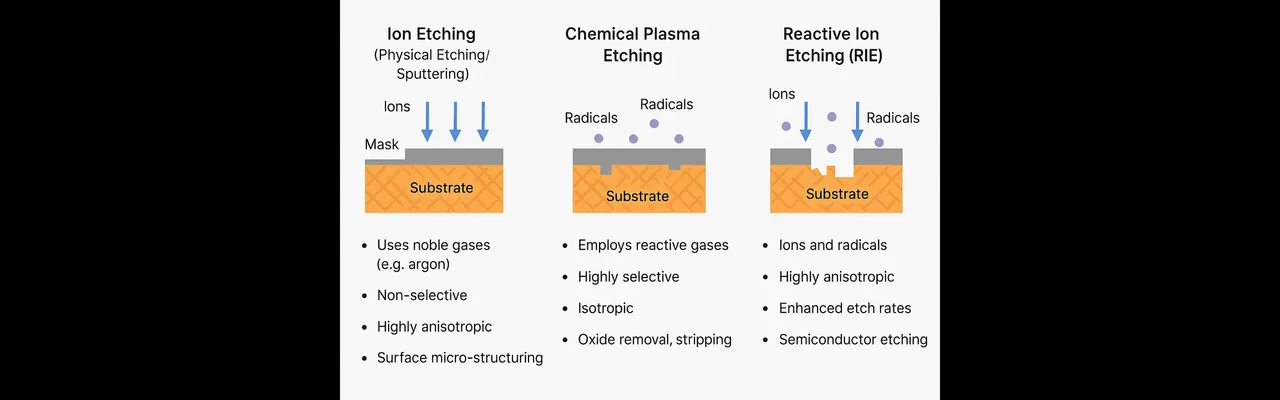 Ion Etching
(Physical Etching/
Sputtering)
Ions
Mask
Substrate
• Uses noble gases
(e.g. argon)
• Non-selective
• Highly anisotropic
• Surface micro-structuring
Chemical Plasma
Etching
Radicals
Radicals
Substrate
• Employs reactive gases
• Highly selective
• Isotropic
• Oxide removal, stripping
Reactive Ion
Etching (RIE)
Ions
Radicals
Substrate
• Ions and radicals
• Highly anisotropic
• Enhanced etch rates
• Semiconductor etching